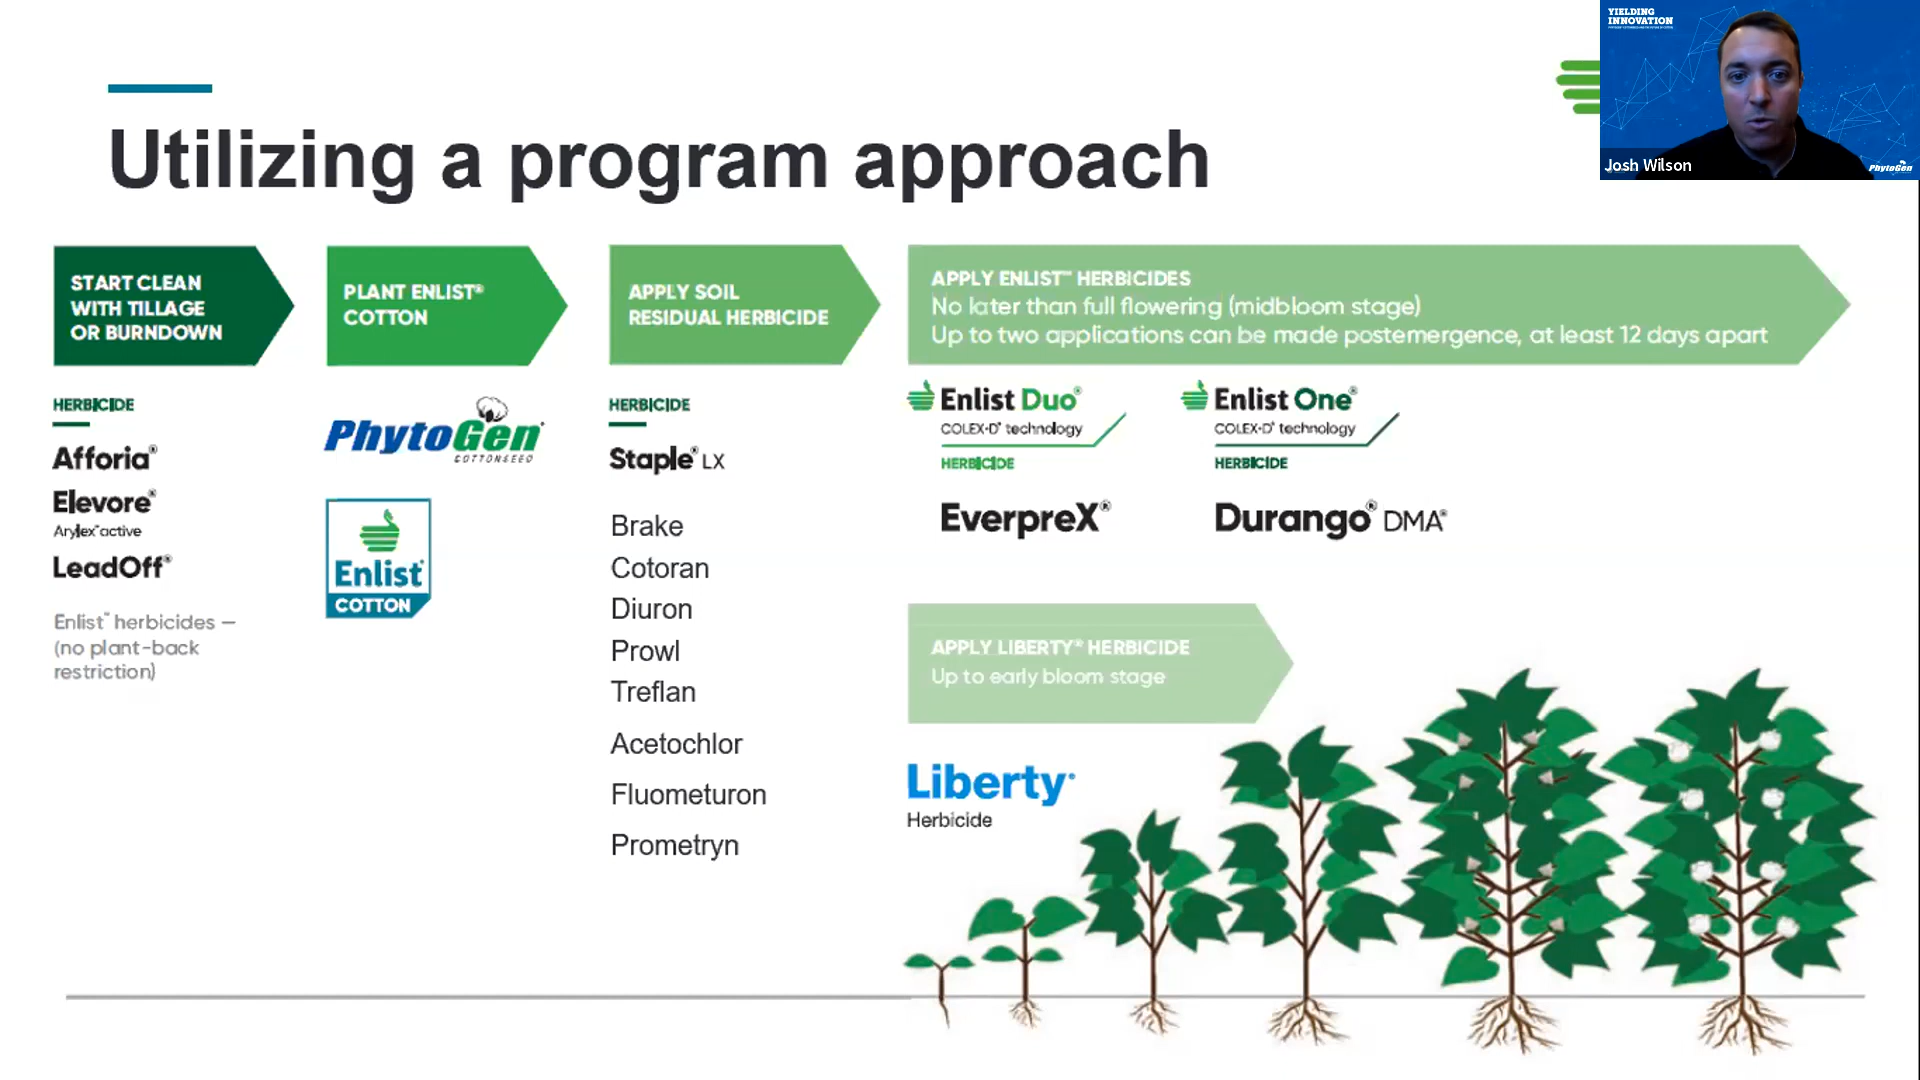 YIELDING
INNOVATION
Josh Wilson
PhytoGen
Utilizing a program approach
START CLEAN
WITH TILLAGE
OR BURNDOWN
HERBICIDE
Afforia®
Elevore®
Arylex™ active
LeadOff®
Enlist™ herbicides —
(no plant-back
restriction)
PLANT ENLIST®
COTTON
PhytoGen®
COTTONSEED
Enlist®
COTTON
APPLY SOIL
RESIDUAL HERBICIDE
HERBICIDE
Staple® LX
Brake
Cotoran
Diuron
Prowl
Treflan
Acetochlor
Fluometuron
Prometryn
APPLY ENLIST™ HERBICIDES
No later than full flowering (midbloom stage)
Up to two applications can be made postemergence, at least 12 days apart
Enlist Duo®
COLEX-D® technology
HERBICIDE
EverpreX®
Enlist One®
COLEX-D® technology
HERBICIDE
Durango® DMA®
APPLY LIBERTY® HERBICIDE
Up to early bloom stage
Liberty®
Herbicide